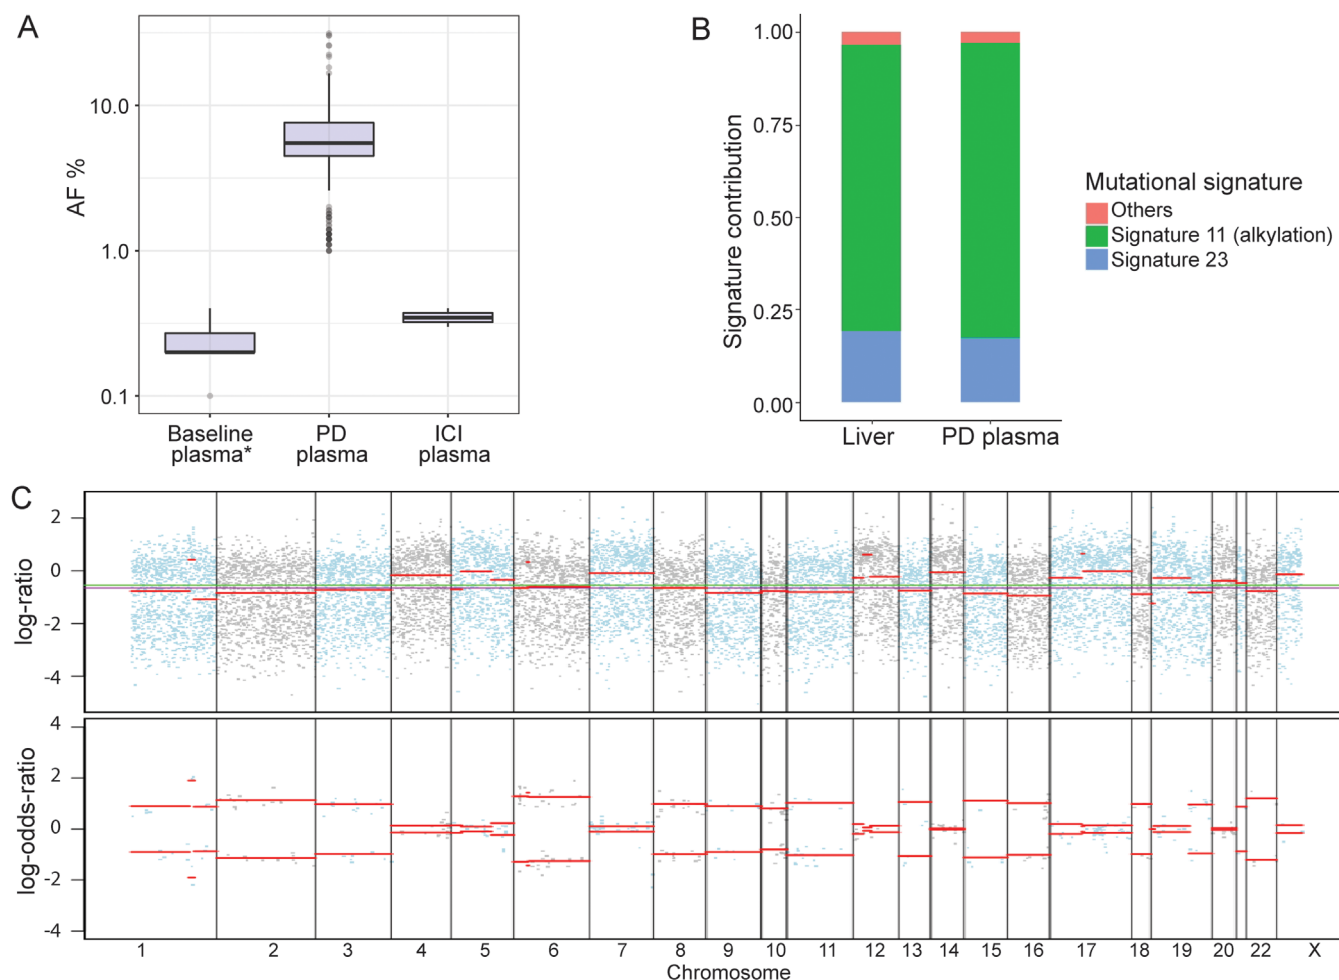 A
AF %
10.0
1.0
0.1
Baseline
plasma*
PD
plasma
ICI
plasma
B
Signature contribution
1.00
0.75
0.50
0.25
0.00
Liver
PD plasma
Mutational signature
Others
Signature 11 (alkylation)
Signature 23
C
log-ratio
2
0
-2
-4
log-odds-ratio
4
2
0
-2
-4
1 2 3 4 5 6 7 8 9 10 11 12 13 14 15 16 17 18 19 20 22 X
Chromosome